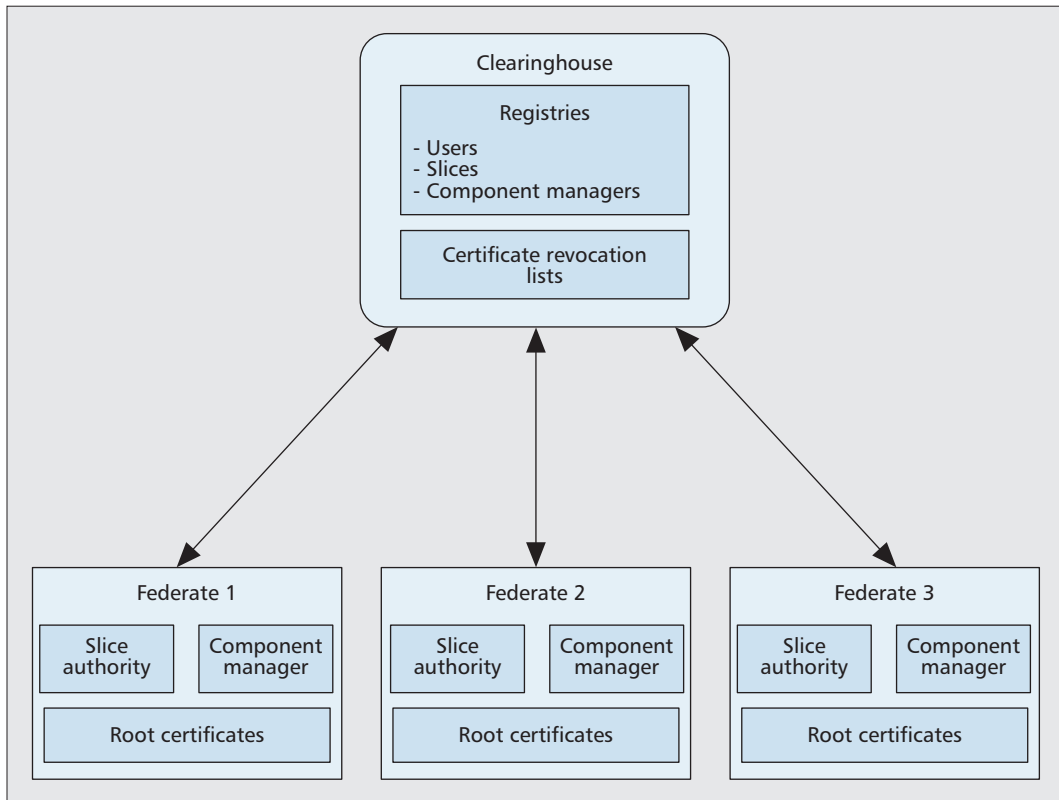 Clearinghouse
Registries
- Users
- Slices
- Component managers
Certificate revocation
lists
Federate 1
Slice
authority
Component
manager
Root certificates
Federate 2
Slice
authority
Component
manager
Root certificates
Federate 3
Slice
authority
Component
manager
Root certificates